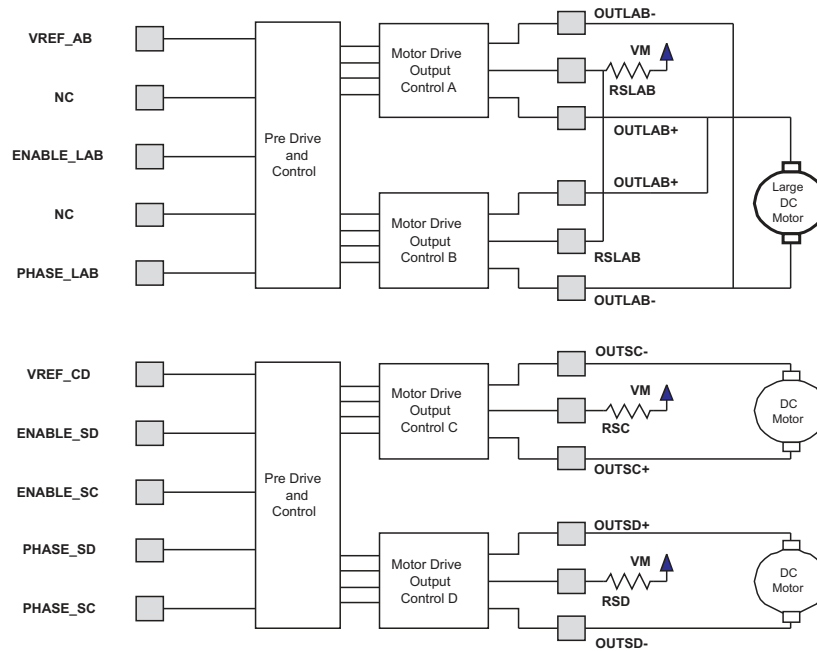 OUTLAB-
VREF_AB
Motor Drive
Output
Control A
VM
NC
RSLAB
Pre Drive
and
Control
OUTLAB+
ENABLE_LAB
OUTLAB+
Large
DC
Motor
NC
Motor Drive
Output
Control B
RSLAB
PHASE_LAB
OUTLAB-
VREF_CD
OUTSC-
Motor Drive
Output
Control C
VM
DC
Motor
ENABLE_SD
RSC
OUTSC+
Pre Drive
and
Control
ENABLE_SC
OUTSD+
PHASE_SD
Motor Drive
Output
Control D
VM
DC
Motor
PHASE_SC
RSD
OUTSD-